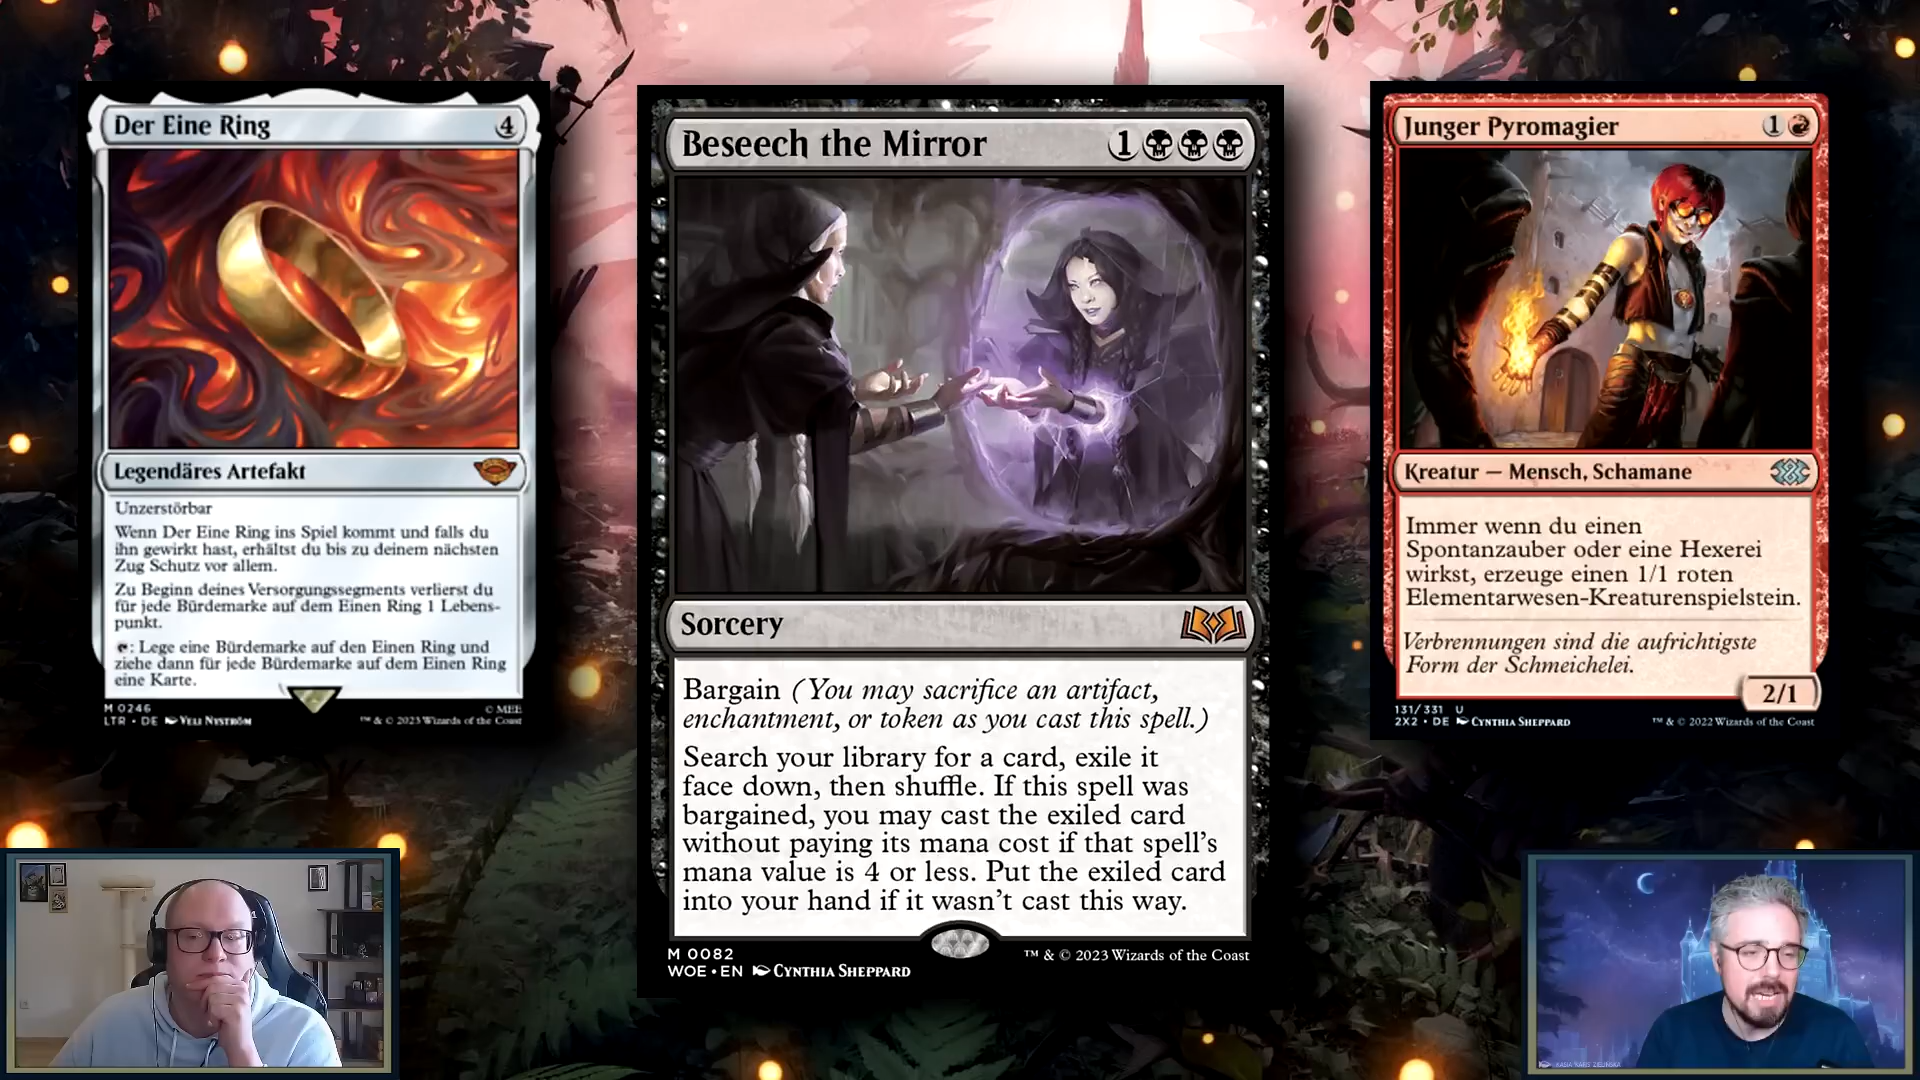 Der Eine Ring 4
Legendäres Artefakt
Unzerstörbar
Wenn Der Eine Ring ins Spiel kommt und falls du
ihn gewirkt hast, erhältst du bis zu deinem nächsten
Zug Schutz vor allem.
Zu Beginn deines Versorgungssegments verlierst du
für jede Bürdemarke auf dem Einen Ring 1 Lebens-
punkt.
: Lege eine Bürdemarke auf den Einen Ring und
ziehe dann für jede Bürdemarke auf dem Einen Ring
eine Karte.
M 0246 © MEE
LTR • DE VELI NYSTRÖM ™ & © 2023 Wizards of the Coast
Beseech the Mirror 1
Sorcery
Bargain (You may sacrifice an artifact,
enchantment, or token as you cast this spell.)
Search your library for a card, exile it
face down, then shuffle. If this spell was
bargained, you may cast the exiled card
without paying its mana cost if that spell's
mana value is 4 or less. Put the exiled card
into your hand if it wasn't cast this way.
M 0082 ™ & © 2023 Wizards of the Coast
WOE • EN CYNTHIA SHEPPARD
Junger Pyromagier 1
Kreatur — Mensch, Schamane
Immer wenn du einen
Spontanzauber oder eine Hexerei
wirkst, erzeuge einen 1/1 roten
Elementarwesen-Kreaturenspielstein.
Verbrennungen sind die aufrichtigste
Form der Schmeichelei.
2/1
131/331 U
2X2 • DE CYNTHIA SHEPPARD ™ & © 2022 Wizards of the Coast